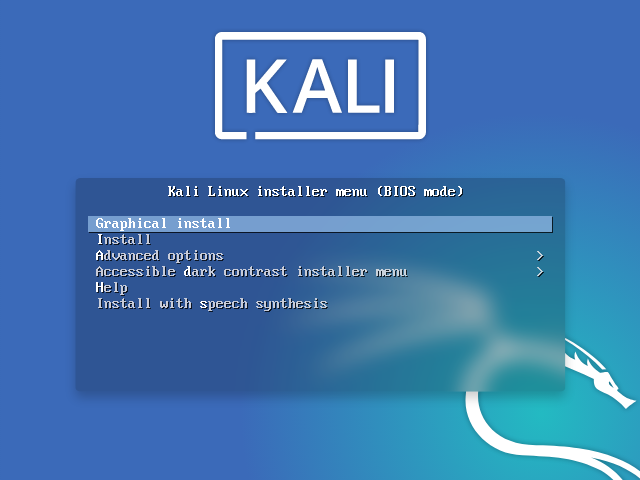 KALI
Kali Linux installer menu (BIOS mode)
Graphical install
Install
Advanced options >
Accessible dark contrast installer menu >
Help
Install with speech synthesis